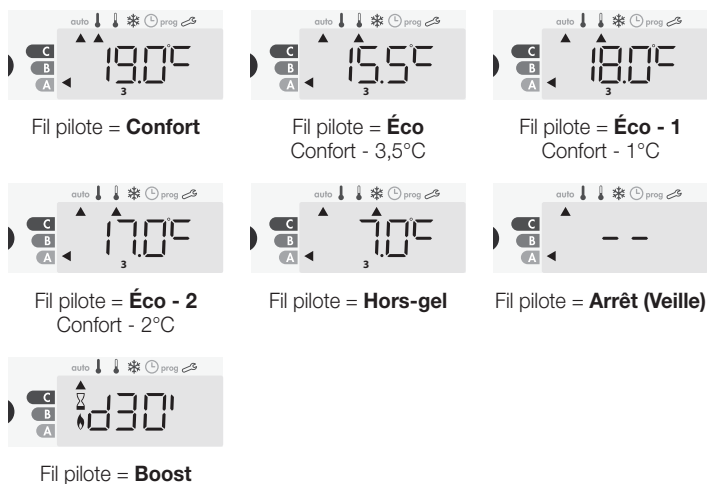 auto prog
C
B
A
19.0°C
3
Fil pilote = Confort
auto prog
C
B
A
15.5°C
3
Fil pilote = Éco
Confort - 3,5°C
auto prog
C
B
A
18.0°C
3
Fil pilote = Éco - 1
Confort - 1°C
auto prog
C
B
A
17.0°C
3
Fil pilote = Éco - 2
Confort - 2°C
auto prog
C
B
A
7.0°C
3
Fil pilote = Hors-gel
auto prog
C
B
A
- -
Fil pilote = Arrêt (Veille)
auto prog
C
B
A
d30'
Fil pilote = Boost